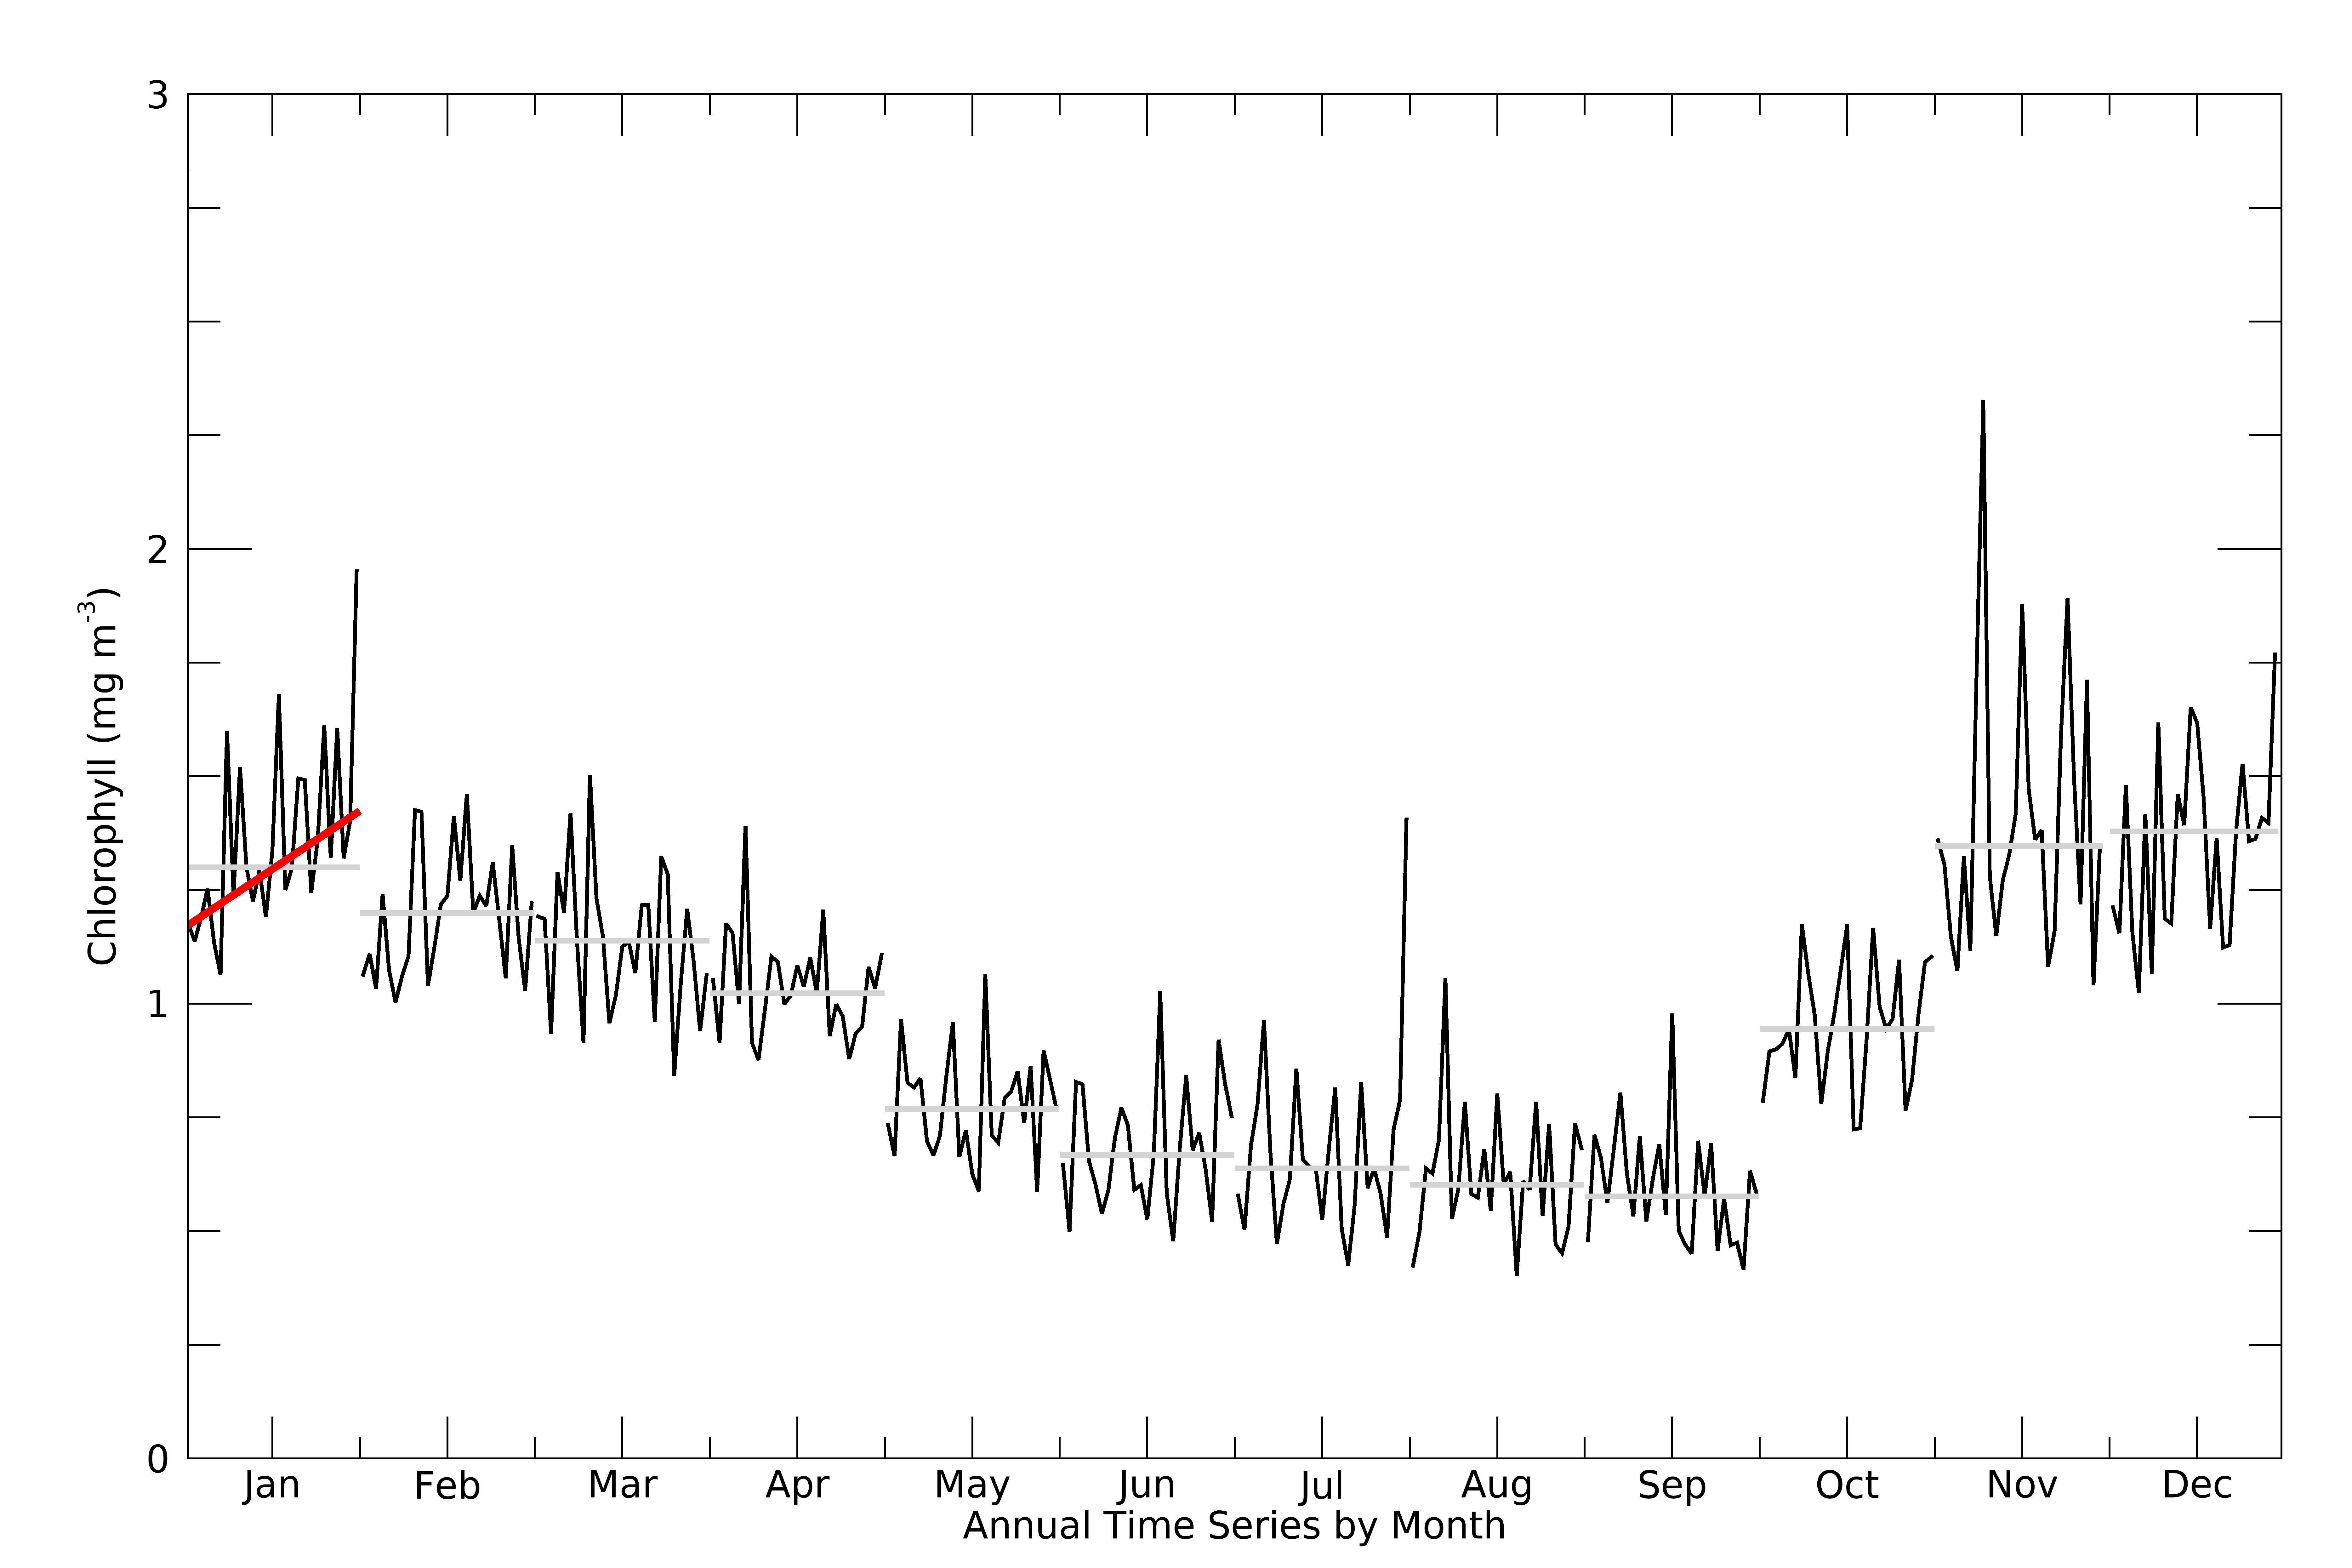 3
2
1
0
Chlorophyll (mg m⁻³)
Jan Feb Mar Apr May Jun Jul Aug Sep Oct Nov Dec
Annual Time Series by Month